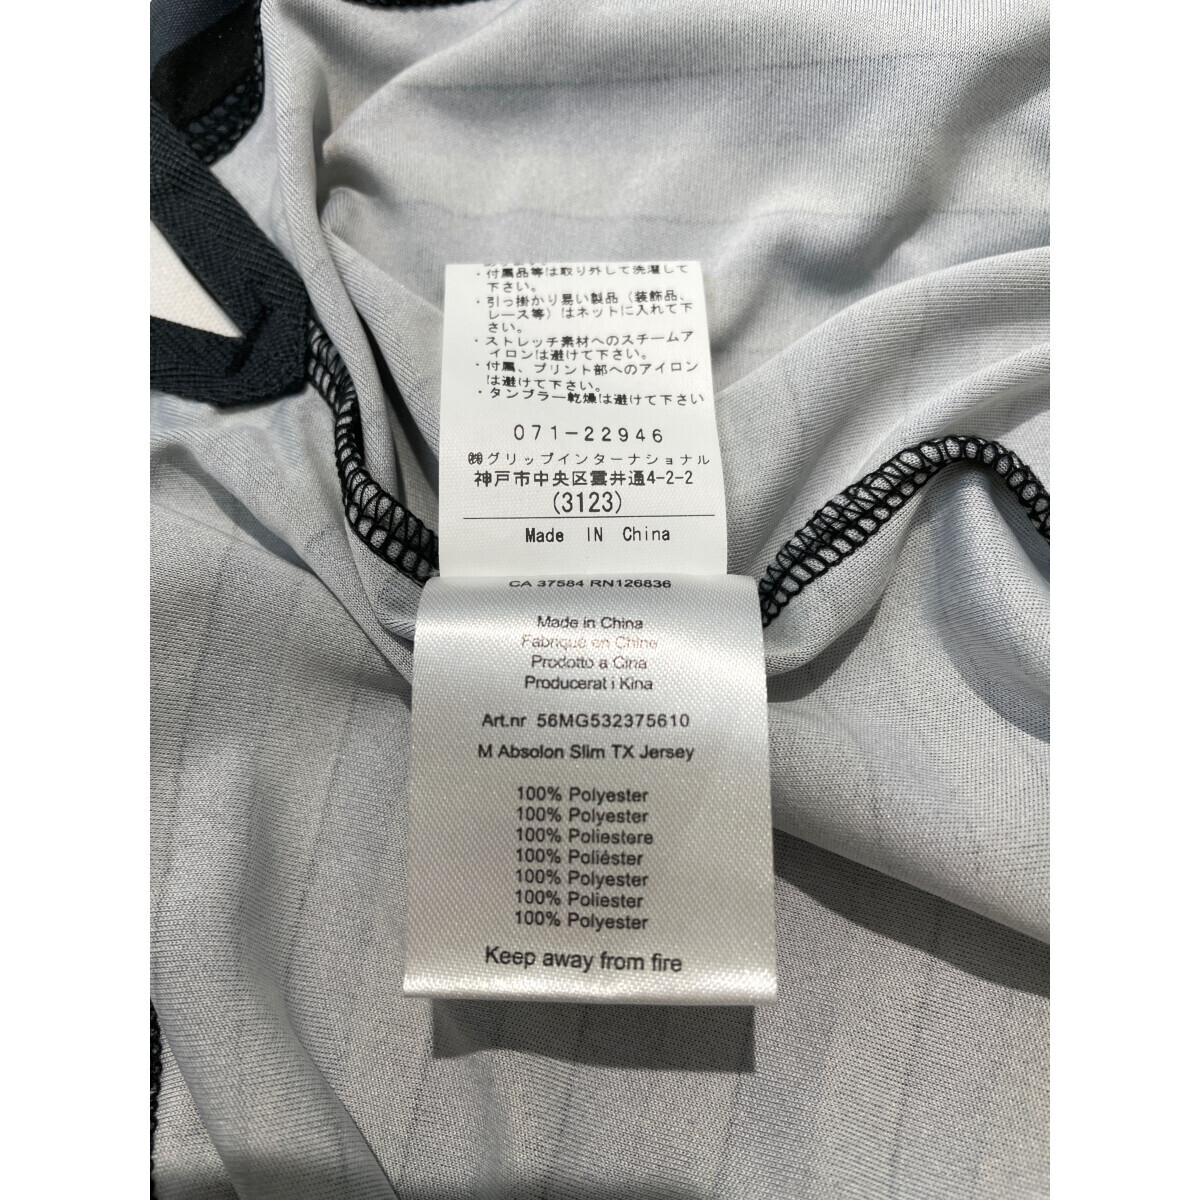 ・付属品等は取り外して洗濯して
下さい。
・引っ掛かり易い製品（装飾品、
レース等）はネットに入れて下
さい。
・ストレッチ素材へのスチームア
イロンは避けて下さい。
・付属、プリント部へのアイロン
は避けて下さい。
・タンブラー乾燥は避けて下さい
071-22946
㈱グリップインターナショナル
神戸市中央区雲井通4-2-2
(3123)
Made IN China
CA 37584 RN126836
Made in China
Fabriqué en Chine
Prodotto a Cina
Producerat i Kina
Art.nr 56MG532375610
M Absolon Slim TX Jersey
100% Polyester
100% Polyester
100% Poliestere
100% Poliéster
100% Polyester
100% Poliester
100% Polyester
Keep away from fire